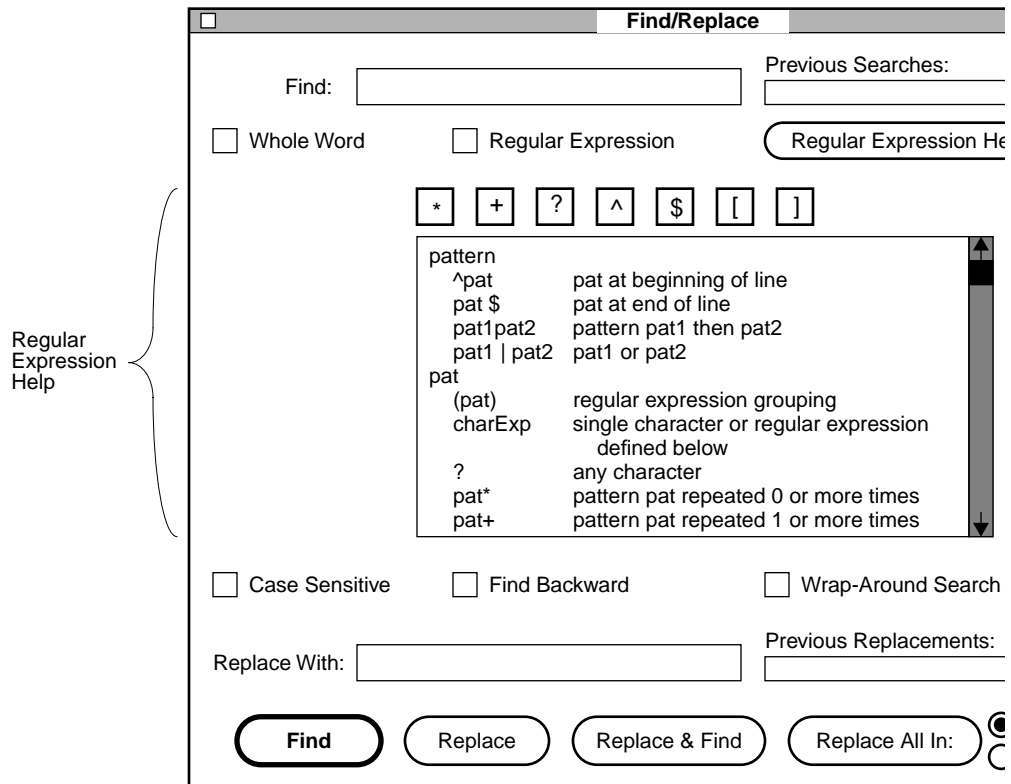 Find/Replace
Previous Searches:
Find:
Whole Word
Regular Expression
Regular Expression He
* + ? ^ $ [ ]
pattern
^pat pat at beginning of line
pat $ pat at end of line
pat1pat2 pattern pat1 then pat2
pat1 | pat2 pat1 or pat2
pat
(pat) regular expression grouping
charExp single character or regular expression
defined below
? any character
pat* pattern pat repeated 0 or more times
pat+ pattern pat repeated 1 or more times
Regular
Expression
Help
Case Sensitive
Find Backward
Wrap-Around Search
Previous Replacements:
Replace With:
Find
Replace
Replace & Find
Replace All In: